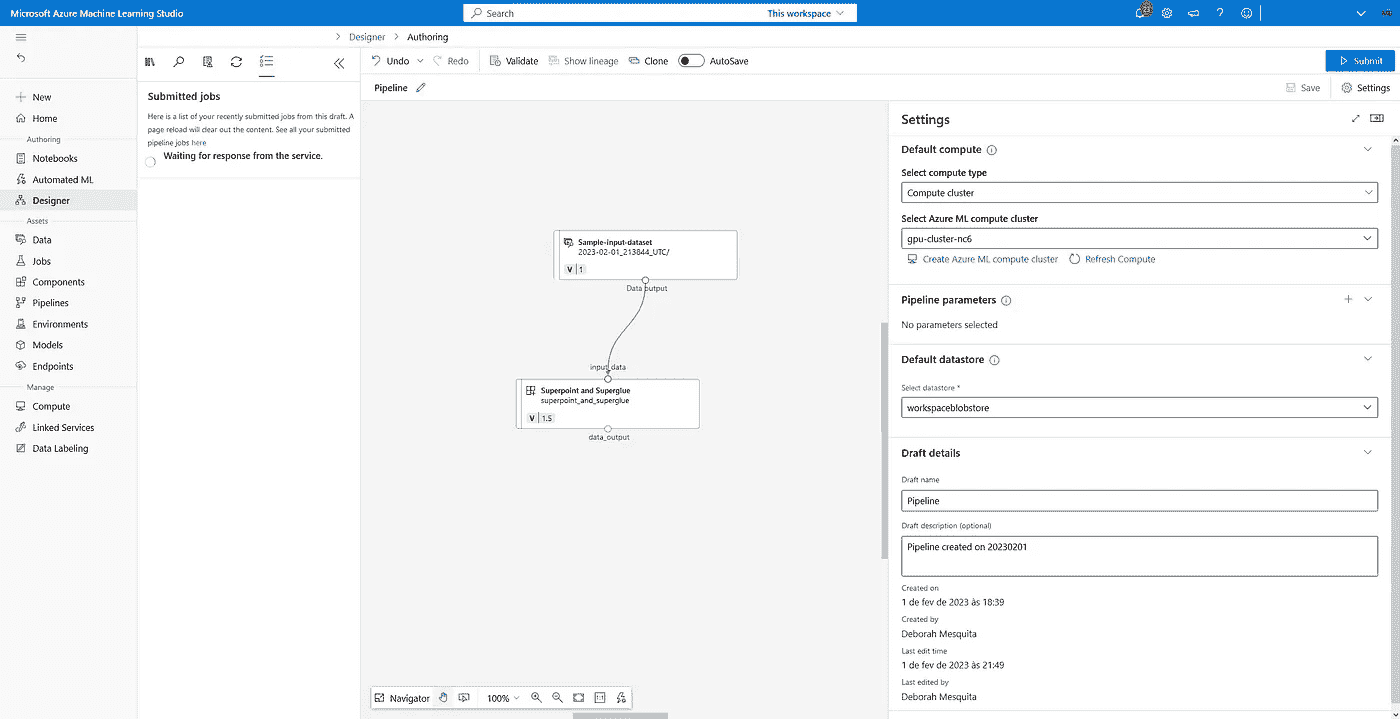 Microsoft Azure Machine Learning Studio
Search
This workspace
Designer
Authoring
New
Home
Authoring
Notebooks
Automated ML
Designer
Assets
Data
Jobs
Components
Pipelines
Environments
Models
Endpoints
Manage
Compute
Linked Services
Data Labeling
Submitted jobs
Here is a list of your recently submitted jobs from this draft. A
page reload will clear out the content. See all your submitted
pipeline jobs here
Waiting for response from the service.
Undo
Redo
Validate
Show lineage
Clone
AutoSave
Submit
Pipeline
Save
Settings
Sample-input-dataset
2023-02-01_213844_UTC/
V 1
Data output
input_data
Superpoint and Superglue
superpoint_and_superglue
V 1.5
data_output
Navigator
100%
1:1
Settings
Default compute
Select compute type
Compute cluster
Select Azure ML compute cluster
gpu-cluster-nc6
Create Azure ML compute cluster
Refresh Compute
Pipeline parameters
No parameters selected
Default datastore
Select datastore *
workspaceblobstore
Draft details
Draft name
Pipeline
Draft description (optional)
Pipeline created on 20230201
Created on
1 de fev de 2023 às 18:39
Created by
Deborah Mesquita
Last edit time
1 de fev de 2023 às 21:49
Last edited by
Deborah Mesquita